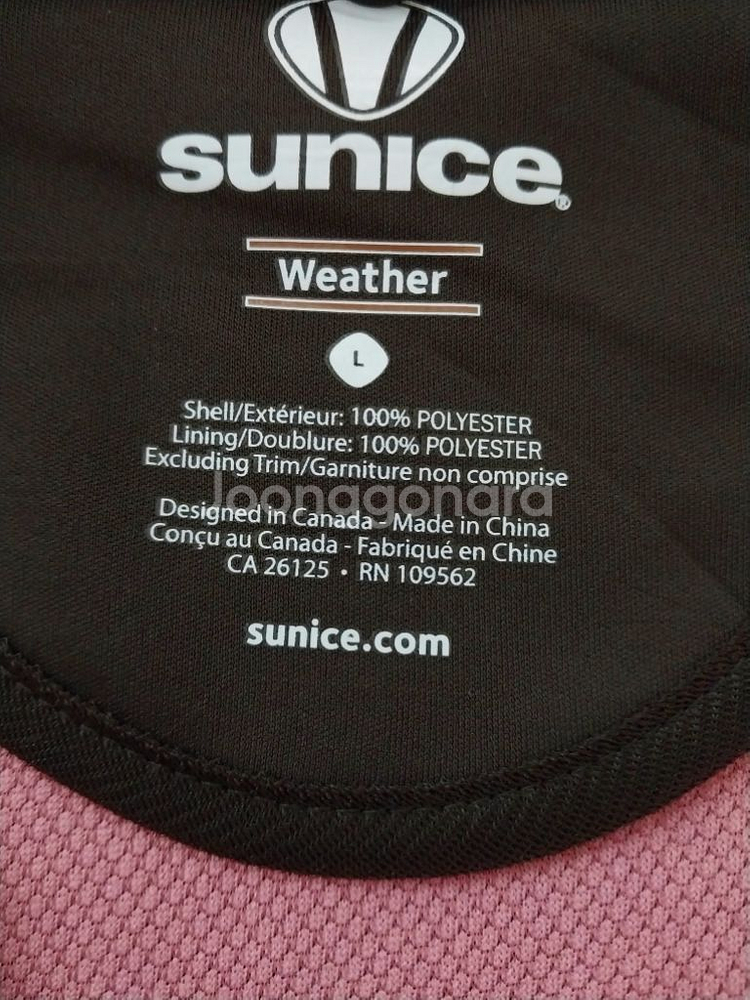 sunice®
Weather
L
Shell/Extérieur: 100% POLYESTER
Lining/Doublure: 100% POLYESTER
Excluding Trim/Garniture non comprise
Joonggonara
Designed in Canada - Made in China
Conçu au Canada - Fabriqué en Chine
CA 26125 • RN 109562
sunice.com